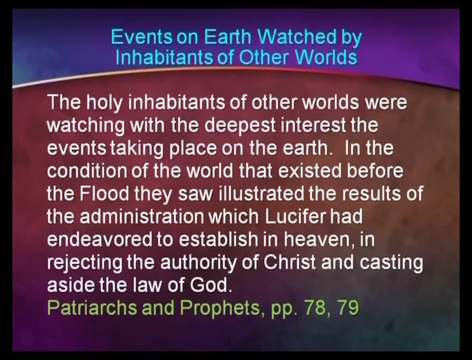 Events on Earth Watched by
Inhabitants of Other Worlds
The holy inhabitants of other worlds were
watching with the deepest interest the
events taking place on the earth.  In the
condition of the world that existed before
the Flood they saw illustrated the results of
the administration which Lucifer had
endeavored to establish in heaven, in
rejecting the authority of Christ and casting
aside the law of God.
Patriarchs and Prophets, pp. 78, 79